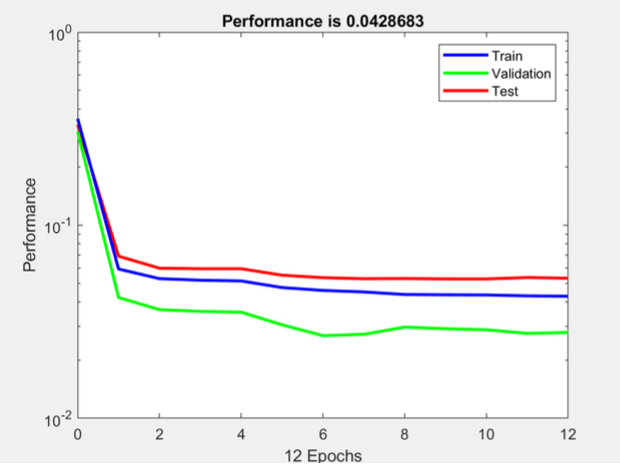 Performance is 0.0428683
10^0
Train
Validation
Test
10^-1
Performance
10^-2
0 2 4 6 8 10 12
12 Epochs